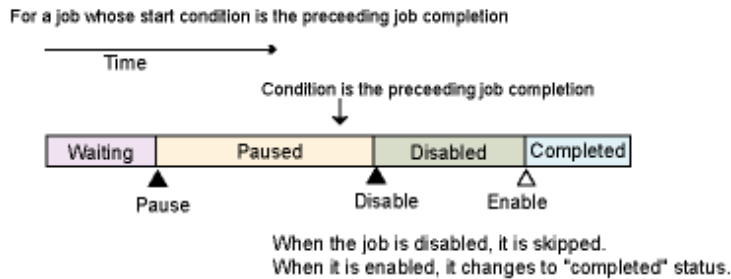 For a job whose start condition is the preceeding job completion
Time
Condition is the preceeding job completion
Waiting Paused Disabled Completed
Pause Disable Enable
When the job is disabled, it is skipped.
When it is enabled, it changes to "completed" status.